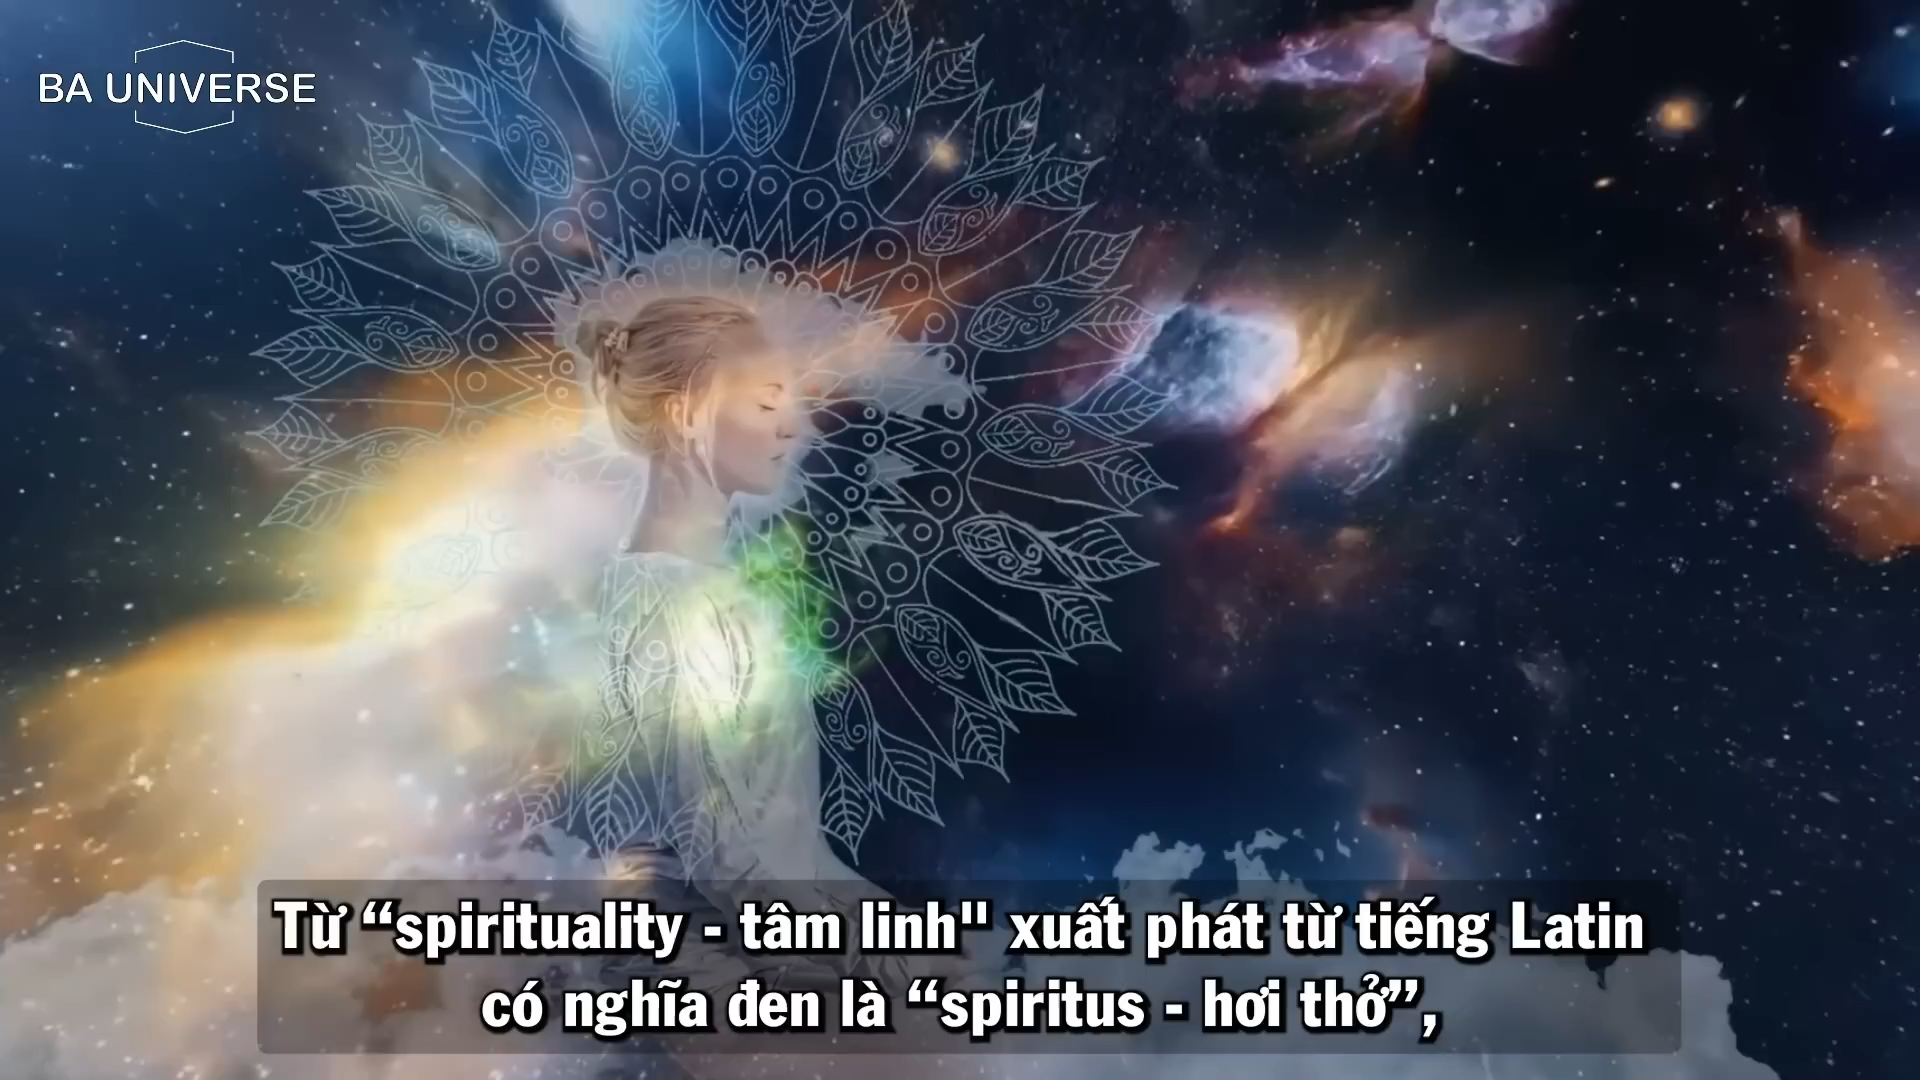 BA UNIVERSE
Từ “spirituality - tâm linh" xuất phát từ tiếng Latin
có nghĩa đen là “spiritus - hơi thở”,